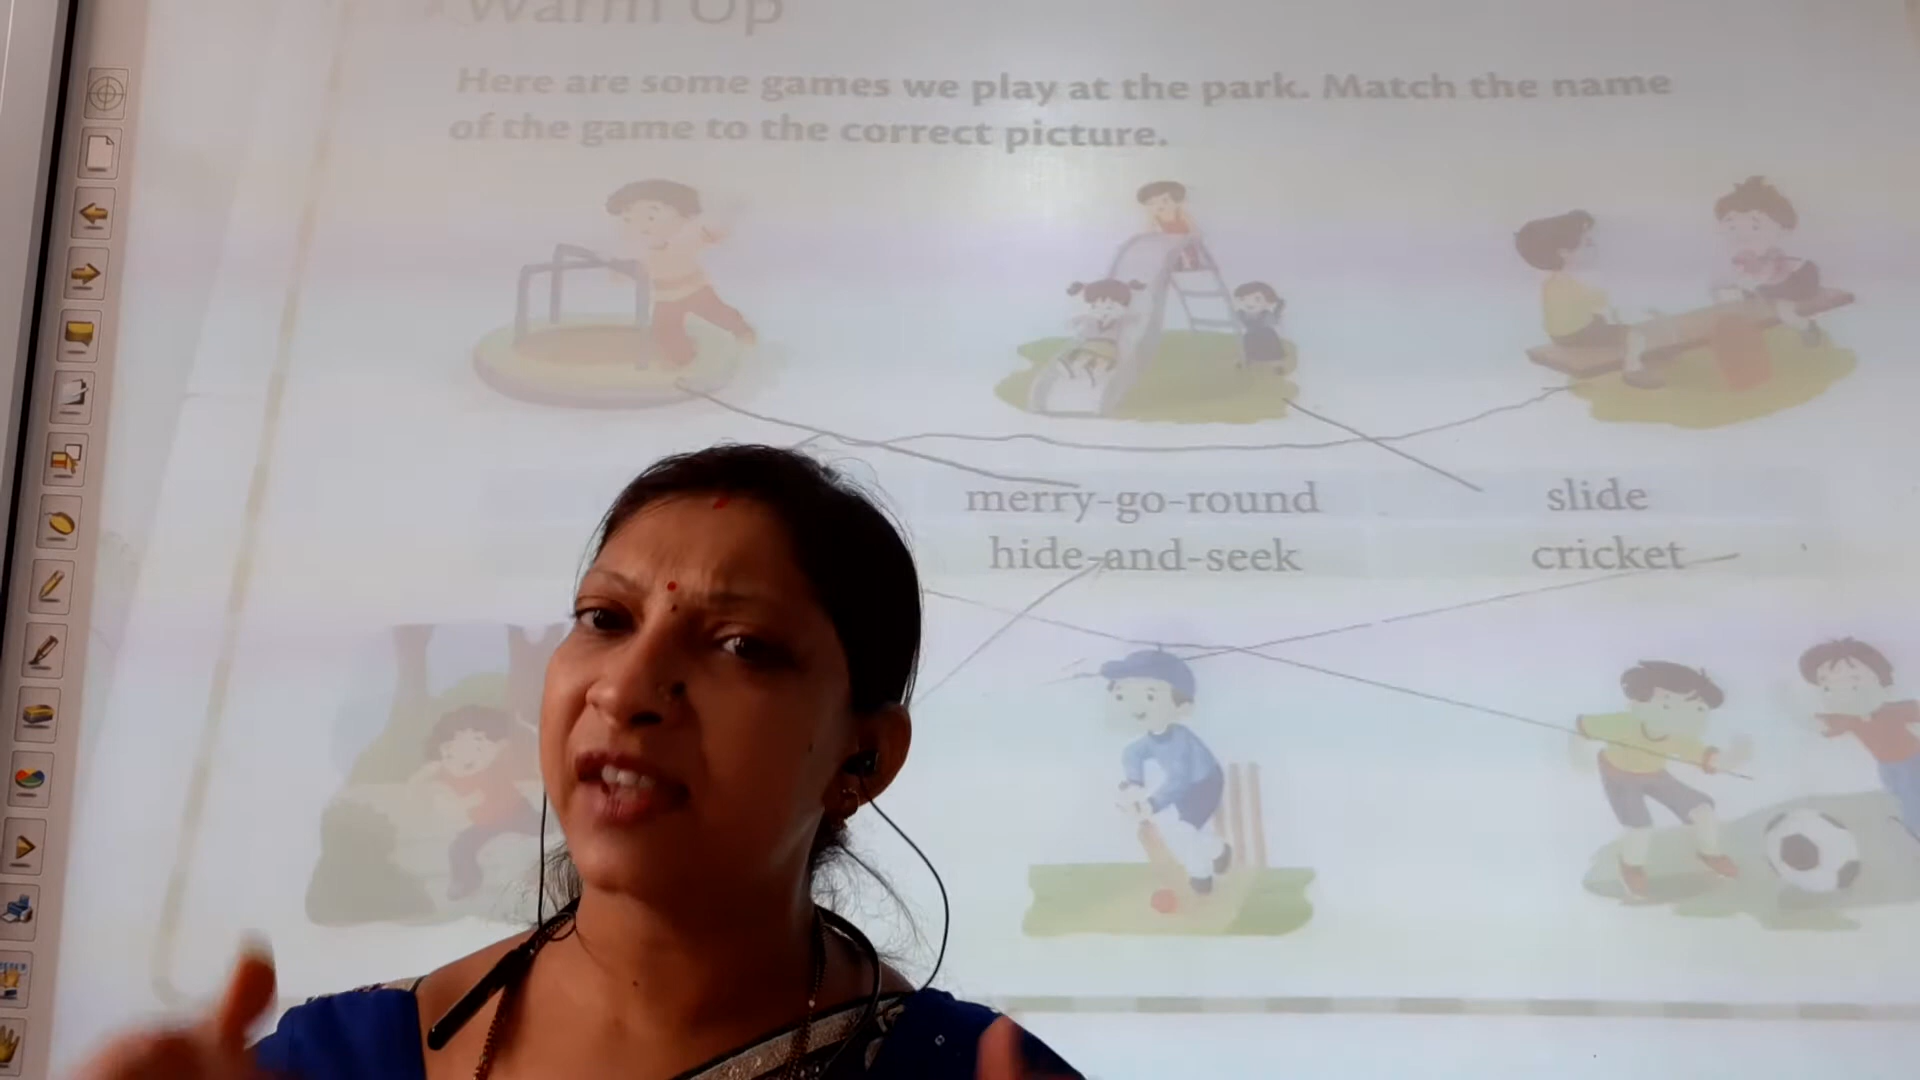 Warm Up
Here are some games we play at the park. Match the name
of the game to the correct picture.
merry-go-round slide
hide-and-seek cricket